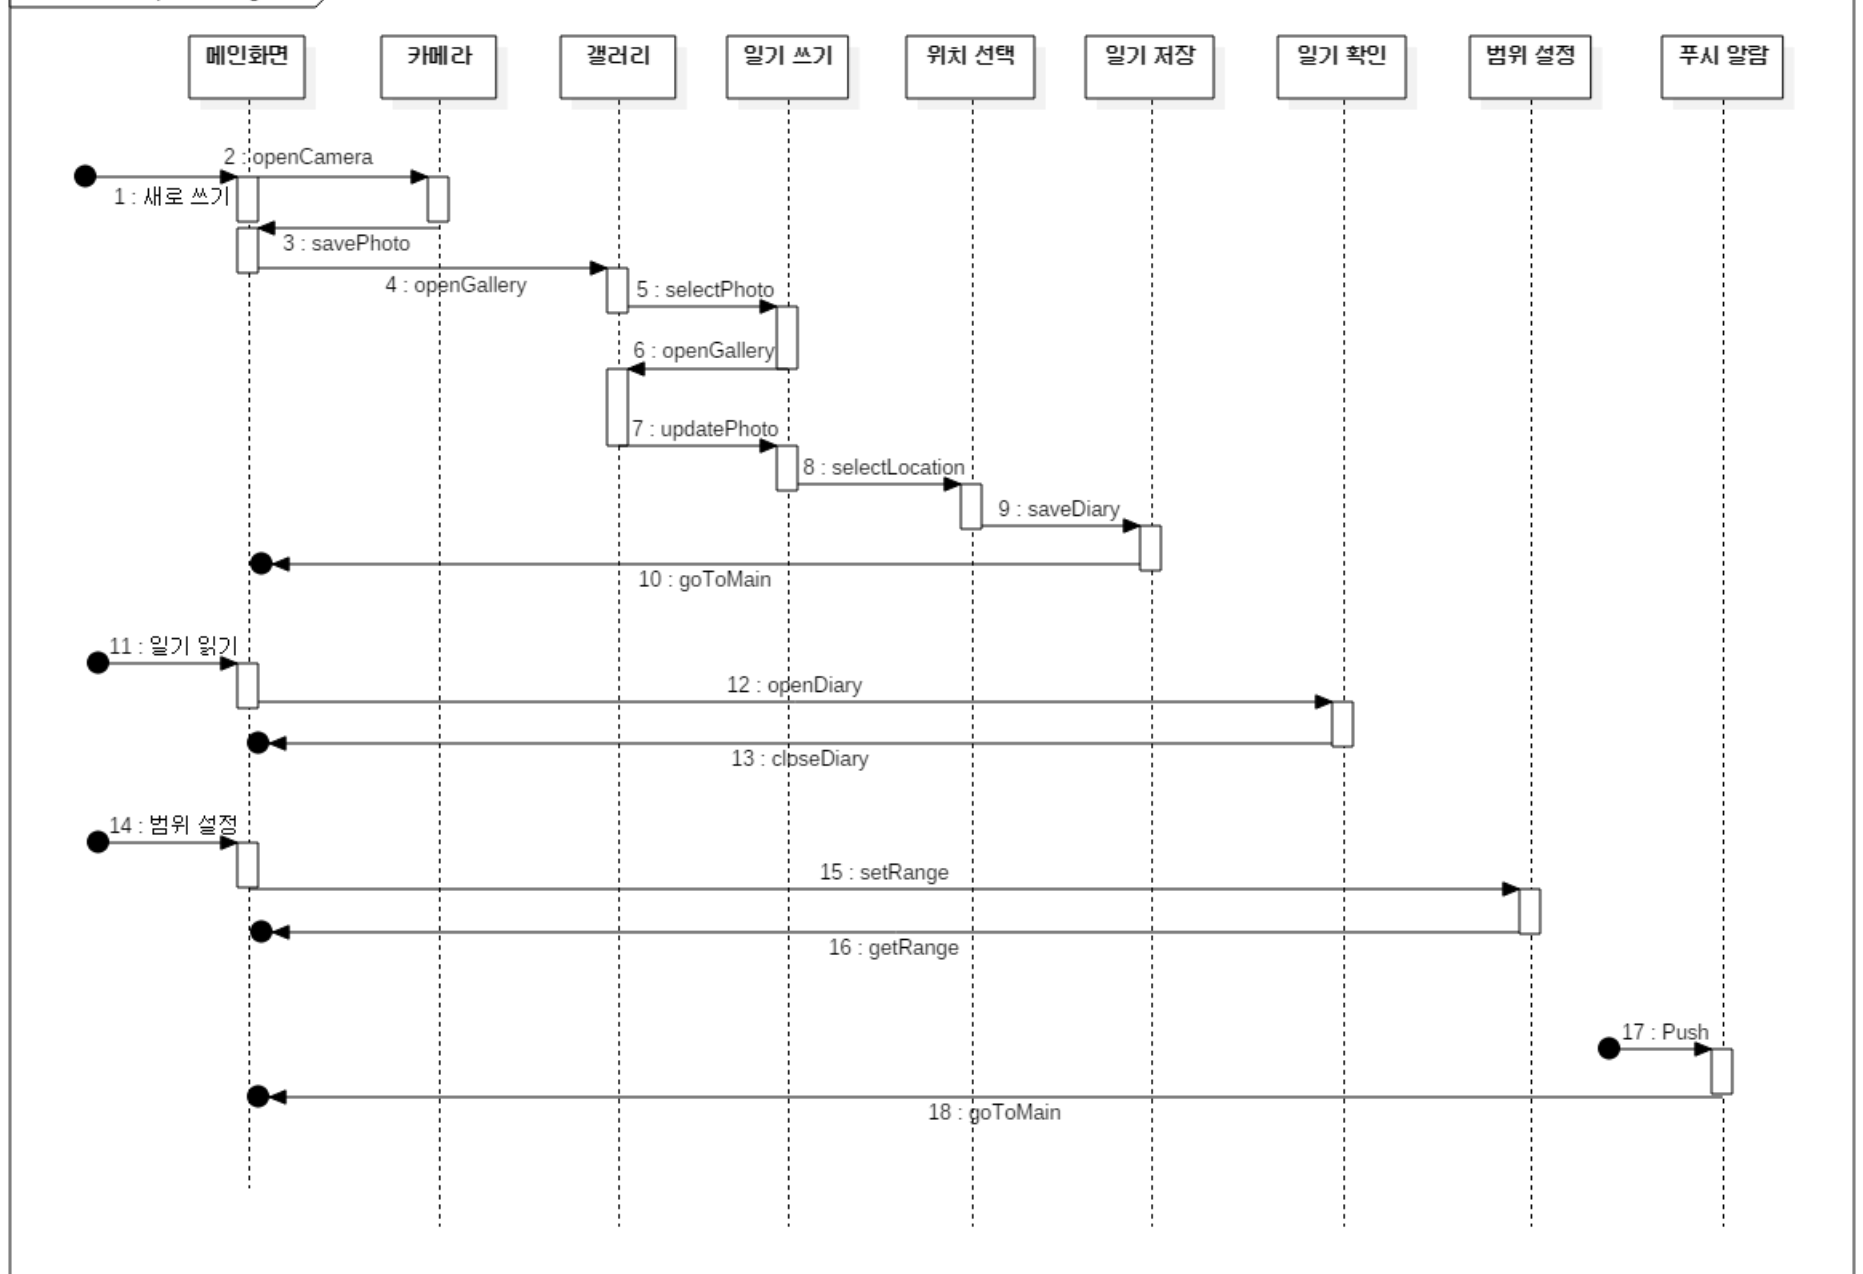 메인화면
카메라
갤러리
일기 쓰기
위치 선택
일기 저장
일기 확인
범위 설정
푸시 알람
2 : openCamera
1 : 새로 쓰기
3 : savePhoto
4 : openGallery
5 : selectPhoto
6 : openGallery
7 : updatePhoto
8 : selectLocation
9 : saveDiary
10 : goToMain
11 : 일기 읽기
12 : openDiary
13 : closeDiary
14 : 범위 설정
15 : setRange
16 : getRange
17 : Push
18 : goToMain